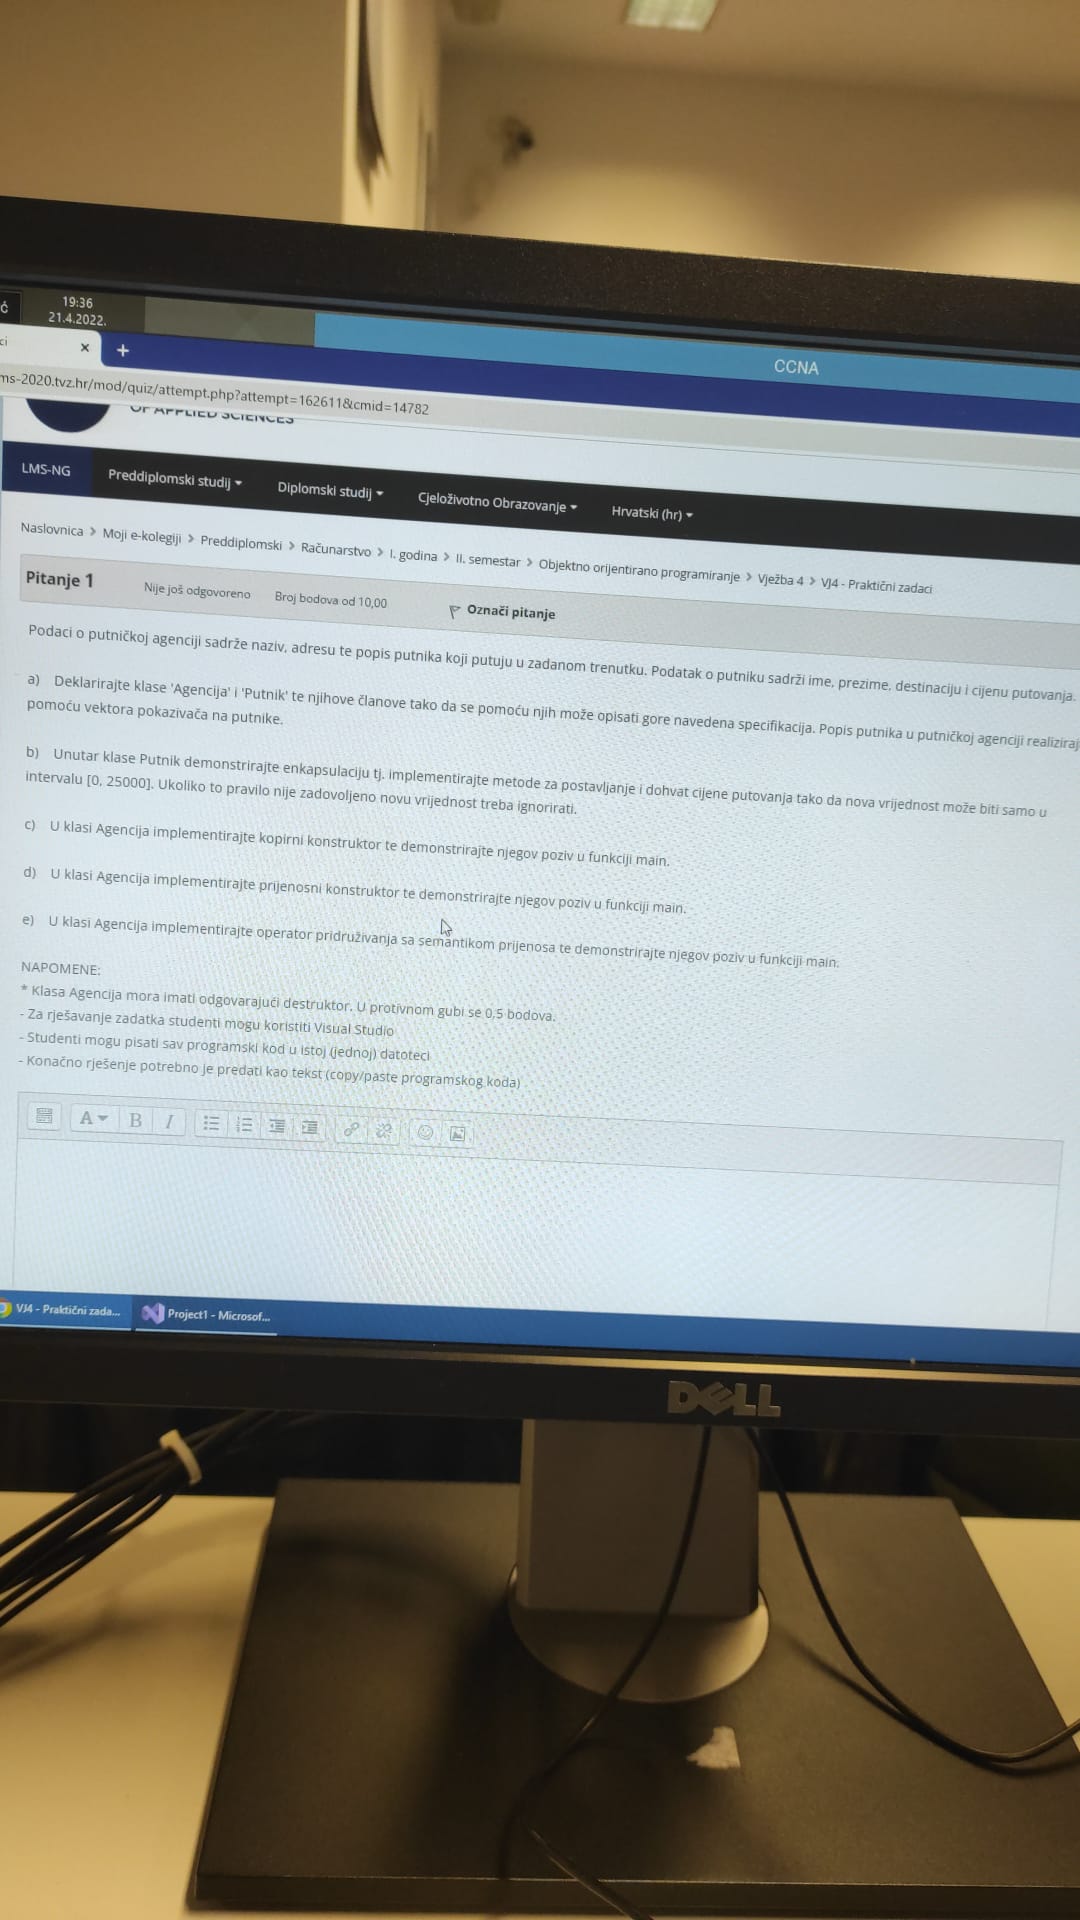 ć
19:36
21.4.2022.
CCNA
ci × +
ms-2020.tvz.hr/mod/quiz/attempt.php?attempt=162611&cmid=14782
OF APPLIED SCIENCES
LMS-NG Preddiplomski studij Diplomski studij Cjeloživotno Obrazovanje Hrvatski (hr)
Naslovnica > Moji e-kolegiji > Preddiplomski > Računarstvo > I. godina > II. semestar > Objektno orijentirano programiranje > Vježba 4 > VJ4 - Praktični zadaci
Pitanje 1 Nije još odgovoreno Broj bodova od 10,00 Označi pitanje
Podaci o putničkoj agenciji sadrže naziv, adresu te popis putnika koji putuju u zadanom trenutku. Podatak o putniku sadrži ime, prezime, destinaciju i cijenu putovanja.
a) Deklarirajte klase 'Agencija' i 'Putnik' te njihove članove tako da se pomoću njih može opisati gore navedena specifikacija. Popis putnika u putničkoj agenciji realiziraj
pomoću vektora pokazivača na putnike.
b) Unutar klase Putnik demonstrirajte enkapsulaciju tj. implementirajte metode za postavljanje i dohvat cijene putovanja tako da nova vrijednost može biti samo u
intervalu [0, 25000]. Ukoliko to pravilo nije zadovoljeno novu vrijednost treba ignorirati.
c) U klasi Agencija implementirajte kopirni konstruktor te demonstrirajte njegov poziv u funkciji main.
d) U klasi Agencija implementirajte prijenosni konstruktor te demonstrirajte njegov poziv u funkciji main.
e) U klasi Agencija implementirajte operator pridruživanja sa semantikom prijenosa te demonstrirajte njegov poziv u funkciji main.
NAPOMENE:
* Klasa Agencija mora imati odgovarajući destruktor. U protivnom gubi se 0,5 bodova.
- Za rješavanje zadatka studenti mogu koristiti Visual Studio
- Studenti mogu pisati sav programski kod u istoj (jednoj) datoteci
- Konačno rješenje potrebno je predati kao tekst (copy/paste programskog koda)
A B I
VJ4 - Praktični zada... Project1 - Microsof...
DELL